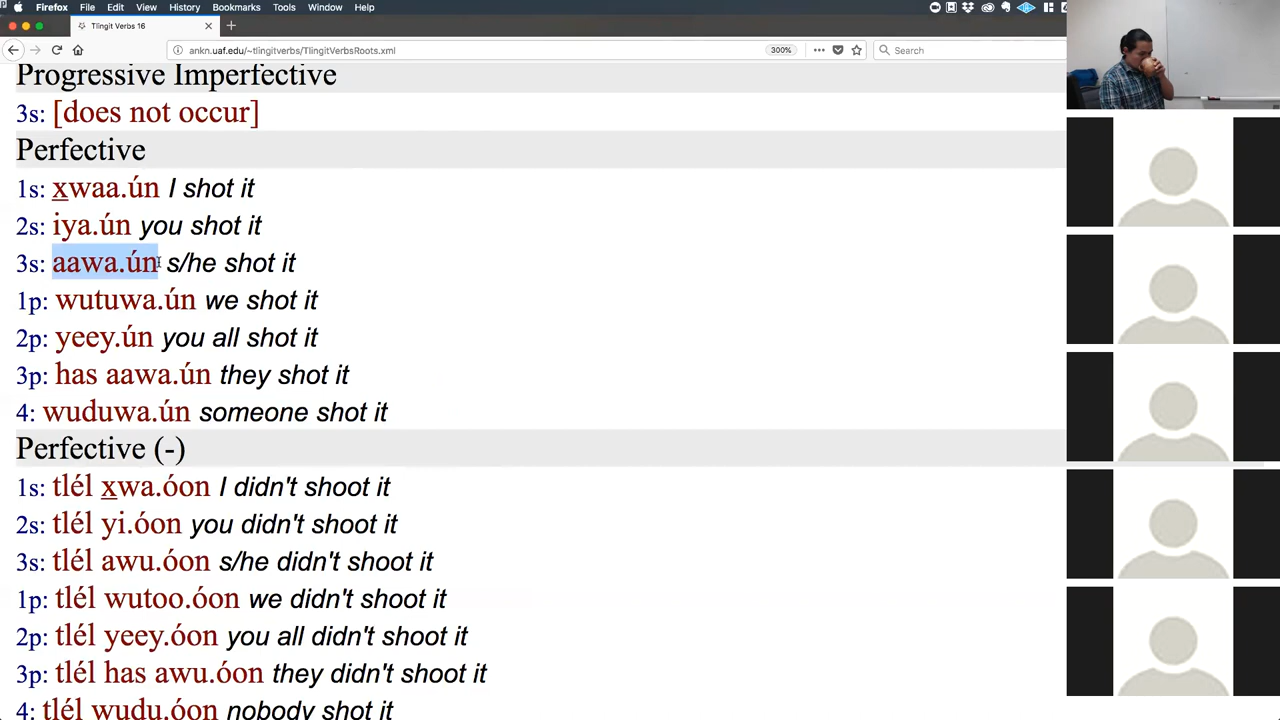 Firefox File Edit View History Bookmarks Tools Window Help
Tlingit Verbs 16
ankn.uaf.edu/~tlingitverbs/TlingitVerbsRoots.xml 300% Search
Progressive Imperfective
3s: [does not occur]
Perfective
1s: x̲waa.ún I shot it
2s: iya.ún you shot it
3s: aawa.ún s/he shot it
1p: wutuwa.ún we shot it
2p: yeey.ún you all shot it
3p: has aawa.ún they shot it
4: wuduwa.ún someone shot it
Perfective (-)
1s: tlél x̲wa.óon I didn't shoot it
2s: tlél yi.óon you didn't shoot it
3s: tlél awu.óon s/he didn't shoot it
1p: tlél wutoo.óon we didn't shoot it
2p: tlél yeey.óon you all didn't shoot it
3p: tlél has awu.óon they didn't shoot it
4: tlél wudu.óon nobody shot it